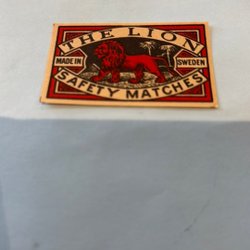 THE LION
MADE IN SWEDEN
SAFETY MATCHES